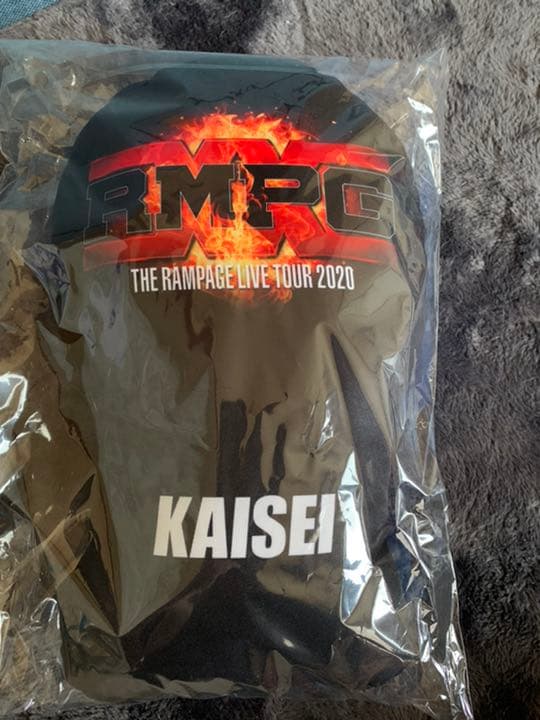 RMPG
THE RAMPAGE LIVE TOUR 2020
KAISEI